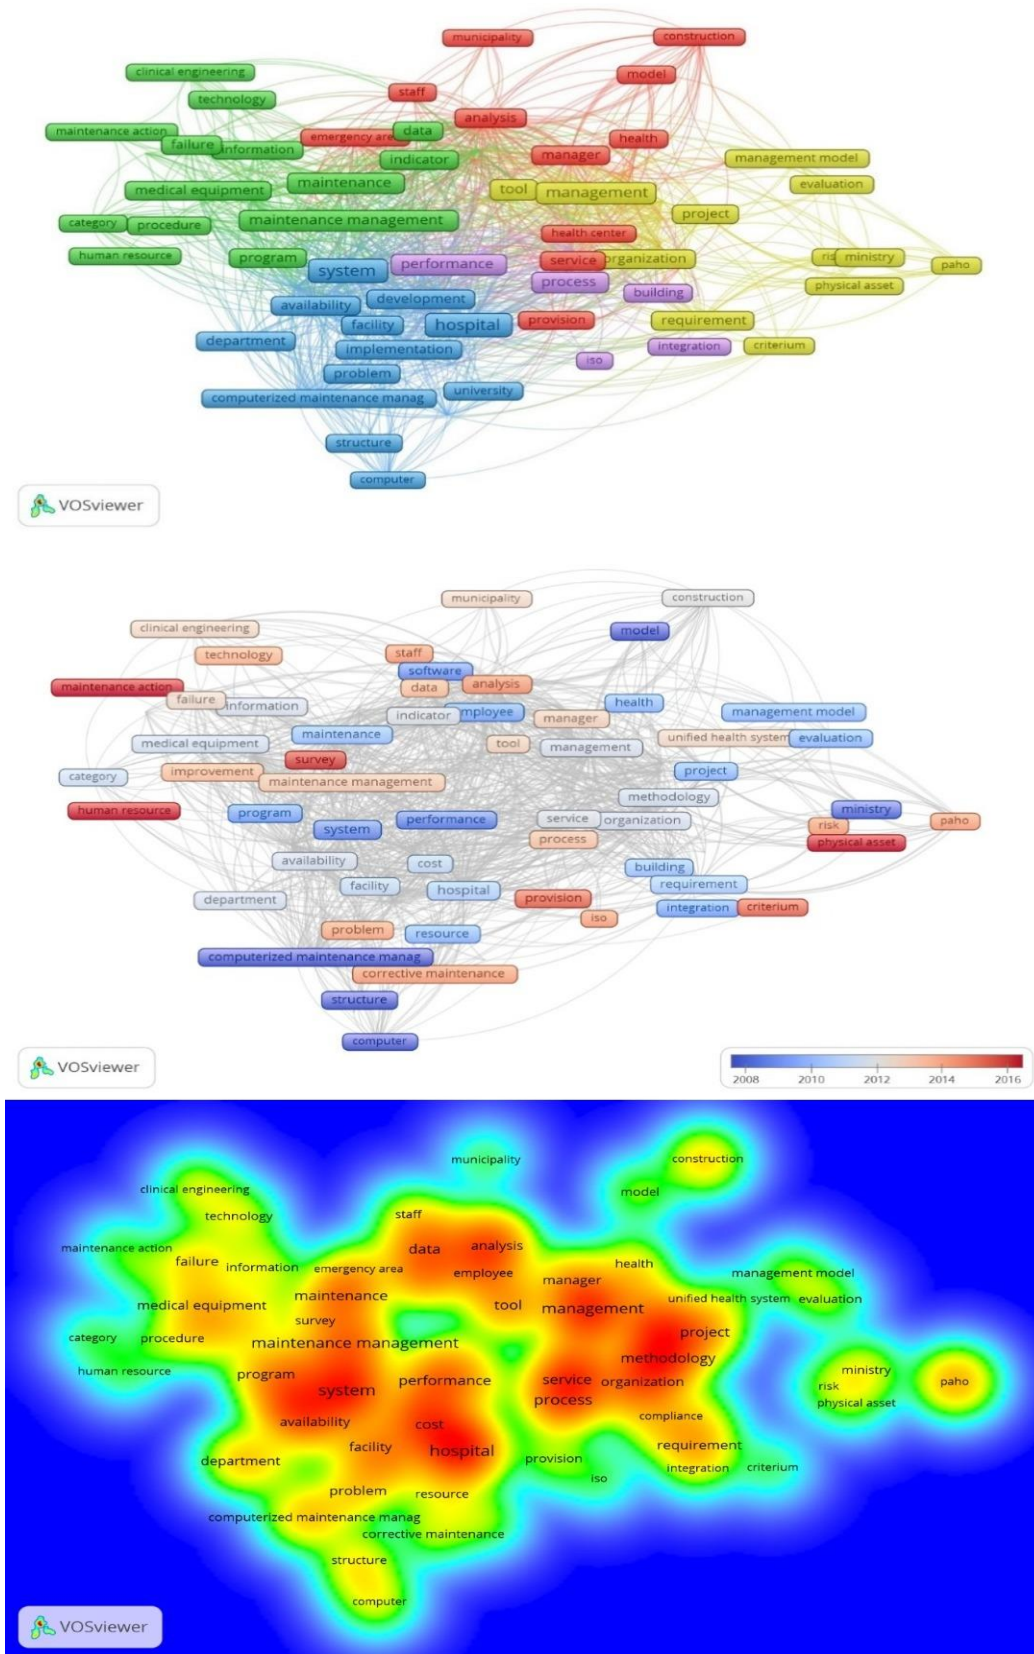 municipality
construction
clinical engineering
model
technology
staff
analysis
maintenance action
emergency area
data
health
failure
information
indicator
manager
management model
maintenance
medical equipment
tool
management
evaluation
category
procedure
maintenance management
project
health center
human resource
program
system
performance
service
organization
ris
ministry
paho
process
physical asset
building
availability
development
facility
hospital
provision
requirement
department
implementation
integration
criterium
iso
problem
computerized maintenance manag
university
structure
computer
VOSviewer
municipality
construction
clinical engineering
model
technology
staff
software
maintenance action
data
analysis
failure
information
indicator
employee
manager
health
management model
medical equipment
maintenance
tool
management
unified health system
evaluation
survey
category
improvement
maintenance management
project
methodology
human resource
program
system
performance
service
organization
ministry
risk
paho
process
physical asset
availability
cost
building
facility
hospital
requirement
department
provision
integration
criterium
iso
problem
resource
computerized maintenance manag
corrective maintenance
structure
computer
VOSviewer
2008 2010 2012 2014 2016
municipality
construction
clinical engineering
model
technology
staff
maintenance action
data
analysis
failure
information
emergency area
employee
manager
health
management model
medical equipment
maintenance
tool
management
unified health system
evaluation
survey
category
procedure
maintenance management
project
methodology
human resource
program
system
performance
service
organization
ministry
risk
paho
process
physical asset
availability
cost
compliance
facility
hospital
requirement
department
provision
integration
criterium
iso
problem
resource
computerized maintenance manag
corrective maintenance
structure
computer
VOSviewer